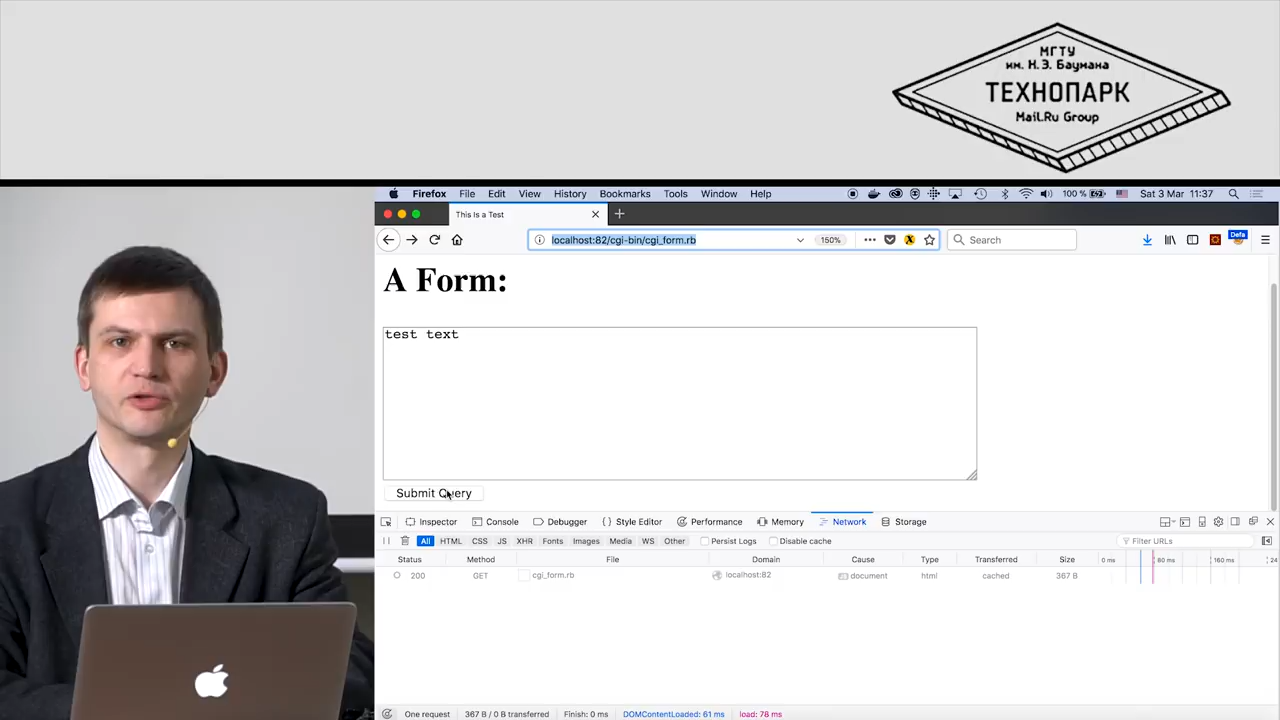 МГТУ
им. Н.Э. Баумана
ТЕХНОПАРК
Mail.Ru Group
Firefox File Edit View History Bookmarks Tools Window Help 100 % Sat 3 Mar 11:37
This Is a Test
localhost:82/cgi-bin/cgi_form.rb 150% Search Defa
A Form:
test text
Submit Query
Inspector Console Debugger Style Editor Performance Memory Network Storage
All HTML CSS JS XHR Fonts Images Media WS Other Persist Logs Disable cache Filter URLs
Status Method File Domain Cause Type Transferred Size 0 ms 80 ms 160 ms 24
200 GET cgi_form.rb localhost:82 document html cached 367 B
One request 367 B / 0 B transferred Finish: 0 ms DOMContentLoaded: 61 ms load: 78 ms